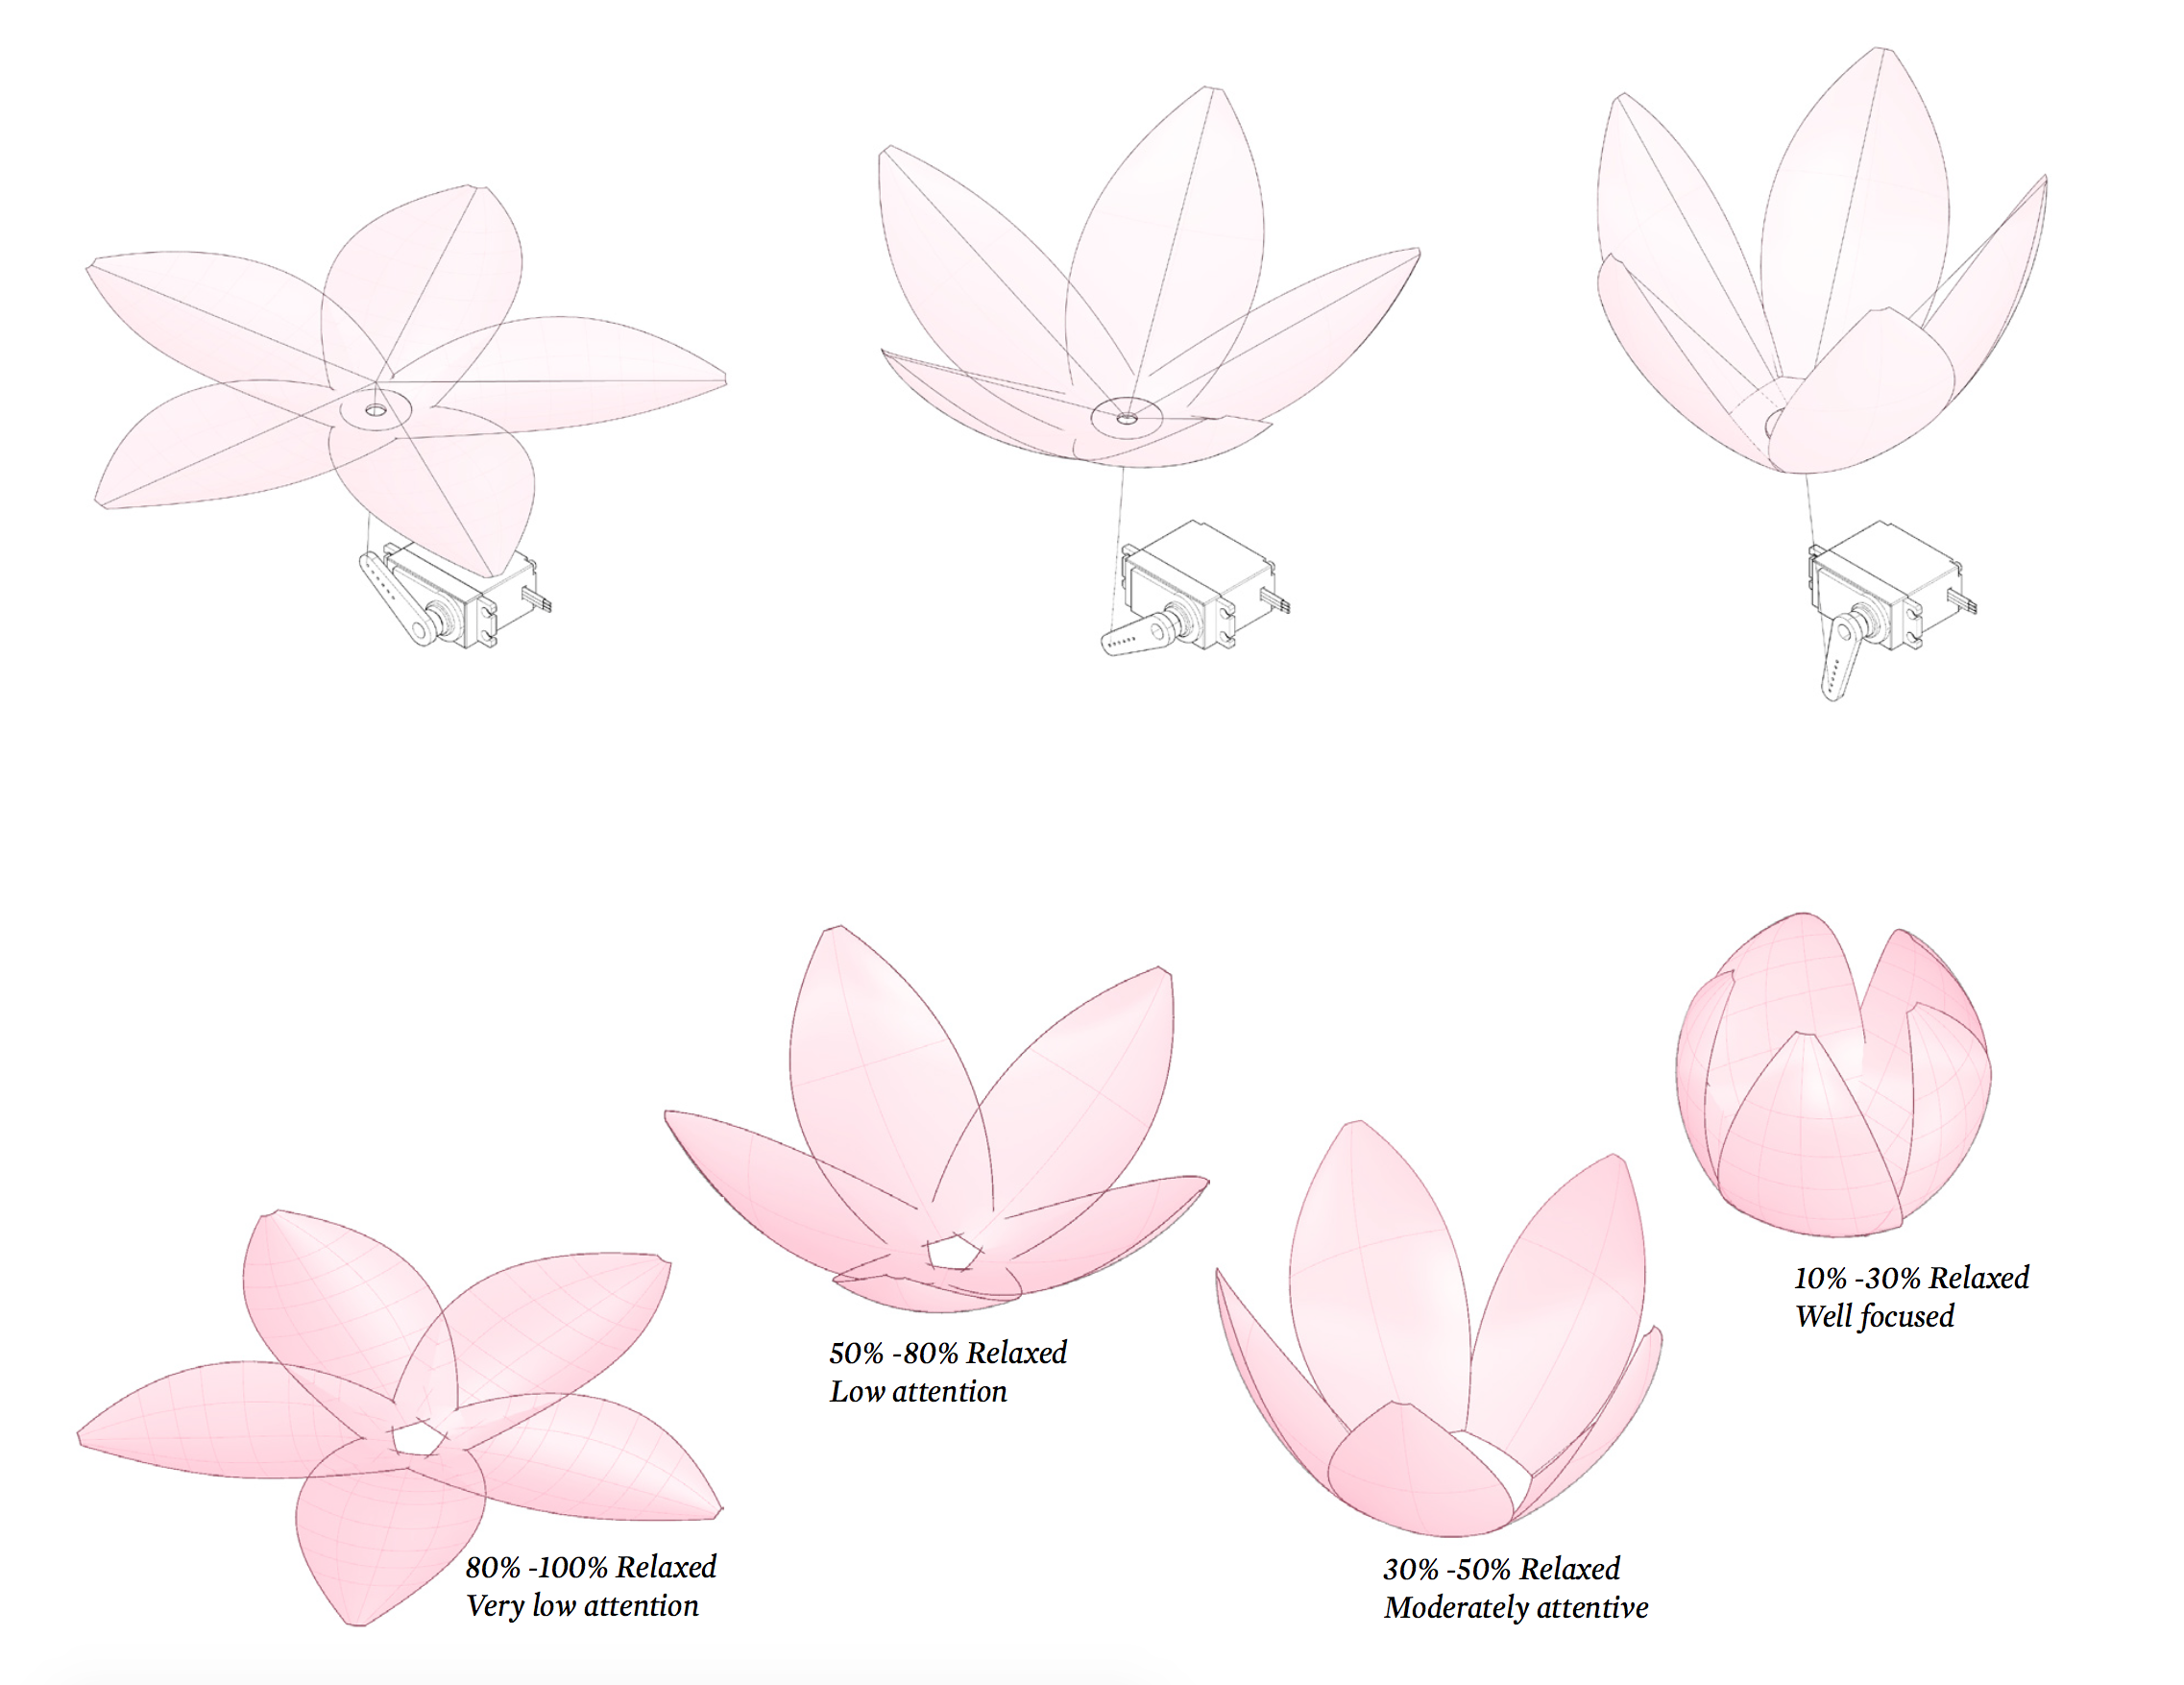 10% -30% Relaxed
Well focused
50% -80% Relaxed
Low attention
80% -100% Relaxed
Very low attention
30% -50% Relaxed
Moderately attentive